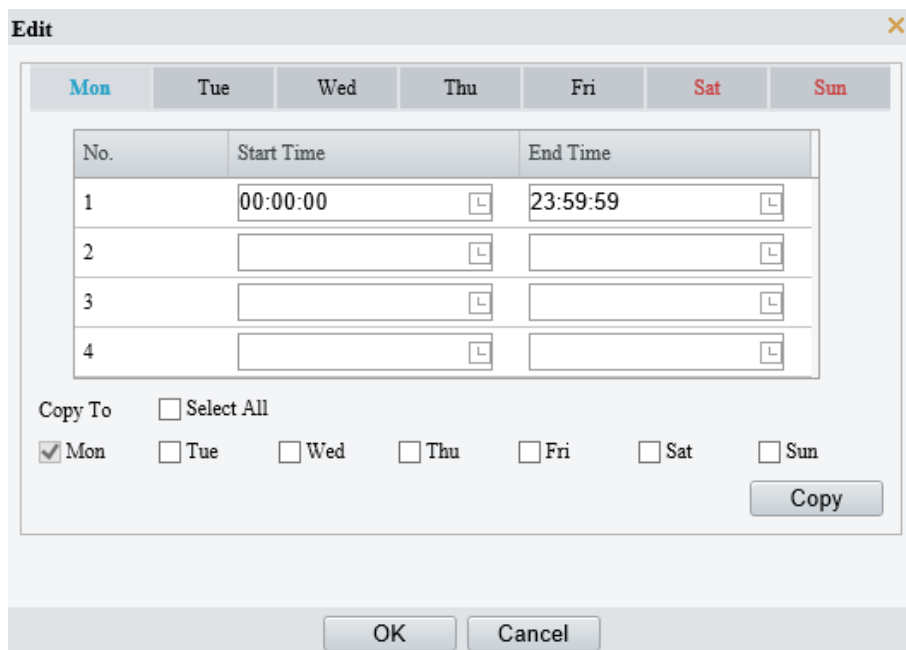 Edit
Mon Tue Wed Thu Fri Sat Sun
No. Start Time End Time
1 00:00:00 23:59:59
2
3
4
Copy To Select All
Mon Tue Wed Thu Fri Sat Sun
Copy
OK Cancel